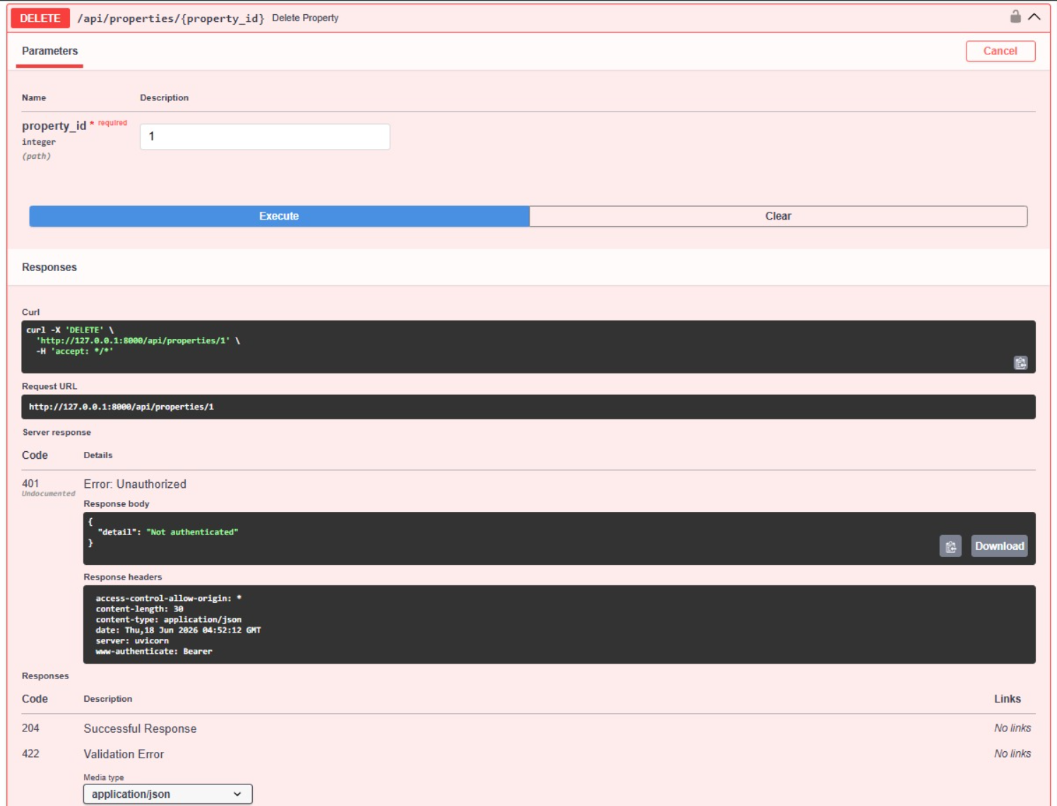 DELETE /api/properties/{property_id} Delete Property
Parameters
Cancel
Name Description
property_id * required
integer
(path)
1
Execute Clear
Responses
Curl
curl -X 'DELETE' \
'http://127.0.0.1:8000/api/properties/1' \
-H 'accept: */*'
Request URL
http://127.0.0.1:8000/api/properties/1
Server response
Code Details
401 Error: Unauthorized
Undocumented
Response body
{
"detail": "Not authenticated"
}
Download
Response headers
access-control-allow-origin: *
content-length: 30
content-type: application/json
date: Thu,18 Jun 2026 04:52:12 GMT
server: uvicorn
www-authenticate: Bearer
Responses
Code Description Links
204 Successful Response No links
422 Validation Error No links
Media type
application/json